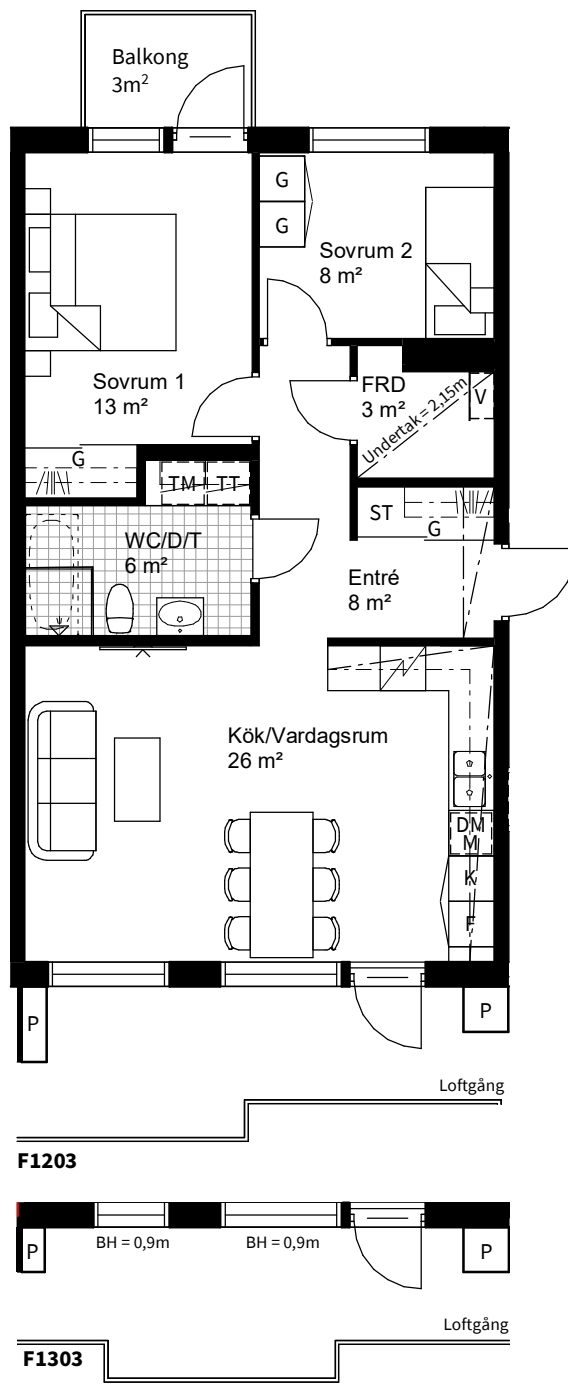 Balkong
3m²
G
G
Sovrum 2
8 m²
Sovrum 1
13 m²
FRD
3 m²
V
Undertak = 2,15m
G
TM
TT
ST
G
WC/D/T
6 m²
Entré
8 m²
Kök/Vardagsrum
26 m²
DM
M
K
F
P
P
Loftgång
F1203
P
BH = 0,9m
BH = 0,9m
P
Loftgång
F1303